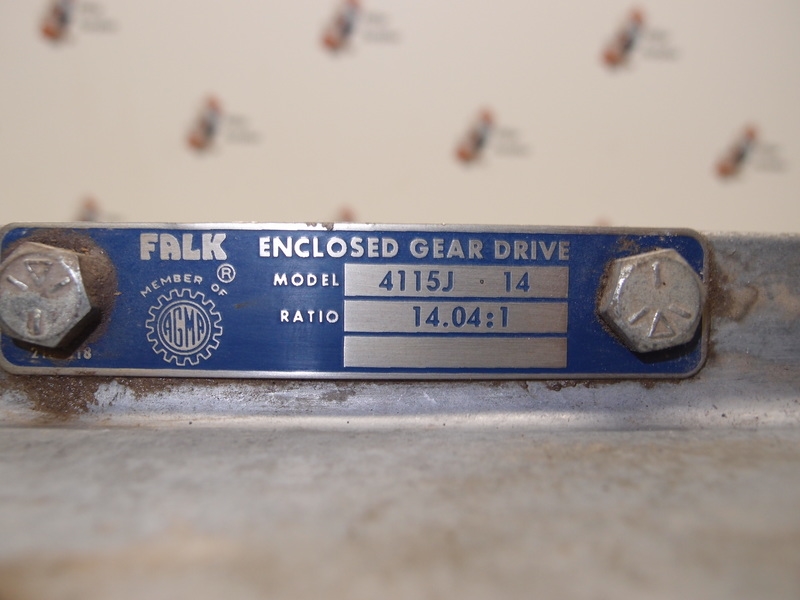 FALK ® ENCLOSED GEAR DRIVE
MEMBER OF
AGMA
MODEL 4115J · 14
RATIO 14.04:1